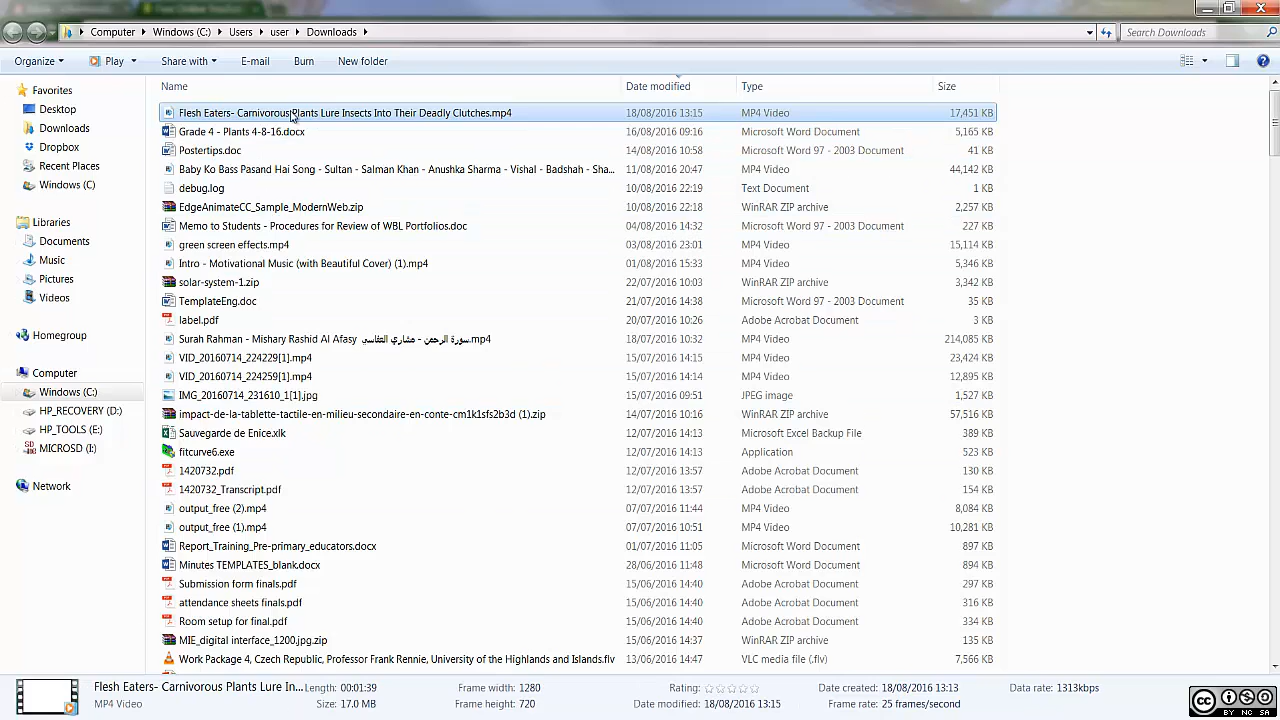 Computer Windows (C:) Users user Downloads Search Downloads
Organize Play Share with E-mail Burn New folder
Name Date modified Type Size
Favorites
Desktop
Downloads
Dropbox
Recent Places
Windows (C)
Libraries
Documents
Music
Pictures
Videos
Homegroup
Computer
Windows (C:)
HP_RECOVERY (D:)
HP_TOOLS (E:)
MICROSD (I:)
Network
Flesh Eaters- Carnivorous Plants Lure Insects Into Their Deadly Clutches.mp4 18/08/2016 13:15 MP4 Video 17,451 KB
Grade 4 - Plants 4-8-16.docx 16/08/2016 09:16 Microsoft Word Document 5,165 KB
Postertips.doc 14/08/2016 10:58 Microsoft Word 97 - 2003 Document 41 KB
Baby Ko Bass Pasand Hai Song - Sultan - Salman Khan - Anushka Sharma - Vishal - Badshah - Sha... 11/08/2016 20:47 MP4 Video 44,142 KB
debug.log 10/08/2016 22:19 Text Document 1 KB
EdgeAnimateCC_Sample_ModernWeb.zip 10/08/2016 22:18 WinRAR ZIP archive 2,257 KB
Memo to Students - Procedures for Review of WBL Portfolios.doc 04/08/2016 14:32 Microsoft Word 97 - 2003 Document 227 KB
green screen effects.mp4 03/08/2016 23:01 MP4 Video 15,114 KB
Intro - Motivational Music (with Beautiful Cover) (1).mp4 01/08/2016 15:33 MP4 Video 5,346 KB
solar-system-1.zip 22/07/2016 10:03 WinRAR ZIP archive 3,342 KB
TemplateEng.doc 21/07/2016 14:38 Microsoft Word 97 - 2003 Document 35 KB
label.pdf 20/07/2016 10:26 Adobe Acrobat Document 3 KB
Surah Rahman - Mishary Rashid Al Afasy سورة الرحمن - مشاري العفاسي.mp4 18/07/2016 10:32 MP4 Video 214,085 KB
VID_20160714_224229[1].mp4 15/07/2016 14:15 MP4 Video 23,424 KB
VID_20160714_224259[1].mp4 15/07/2016 14:14 MP4 Video 12,895 KB
IMG_20160714_231610_1[1].jpg 15/07/2016 09:51 JPEG image 1,527 KB
impact-de-la-tablette-tactile-en-milieu-secondaire-en-conte-cm1k1sfs2b3d (1).zip 14/07/2016 10:16 WinRAR ZIP archive 57,516 KB
Sauvegarde de Enice.xlk 12/07/2016 14:13 Microsoft Excel Backup File 389 KB
fitcurve6.exe 12/07/2016 14:13 Application 523 KB
1420732.pdf 12/07/2016 13:57 Adobe Acrobat Document 130 KB
1420732_Transcript.pdf 12/07/2016 13:57 Adobe Acrobat Document 154 KB
output_free (2).mp4 07/07/2016 11:44 MP4 Video 8,084 KB
output_free (1).mp4 07/07/2016 10:51 MP4 Video 10,281 KB
Report_Training_Pre-primary_educators.docx 01/07/2016 11:05 Microsoft Word Document 897 KB
Minutes TEMPLATES_blank.docx 28/06/2016 11:48 Microsoft Word Document 894 KB
Submission form finals.pdf 15/06/2016 14:40 Adobe Acrobat Document 297 KB
attendance sheets finals.pdf 15/06/2016 14:40 Adobe Acrobat Document 316 KB
Room setup for final.pdf 15/06/2016 14:40 Adobe Acrobat Document 334 KB
MIE_digital interface_1200.jpg.zip 15/06/2016 14:37 WinRAR ZIP archive 135 KB
Work Package 4, Czech Republic, Professor Frank Rennie, University of the Highlands and Islands.flv 13/06/2016 14:47 VLC media file (.flv) 7,566 KB
Flesh Eaters- Carnivorous Plants Lure In... Length: 00:01:39 Frame width: 1280 Rating: Date created: 18/08/2016 13:13 Data rate: 1313kbps
MP4 Video Size: 17.0 MB Frame height: 720 Date modified: 18/08/2016 13:15 Frame rate: 25 frames/second
cc BY NC SA